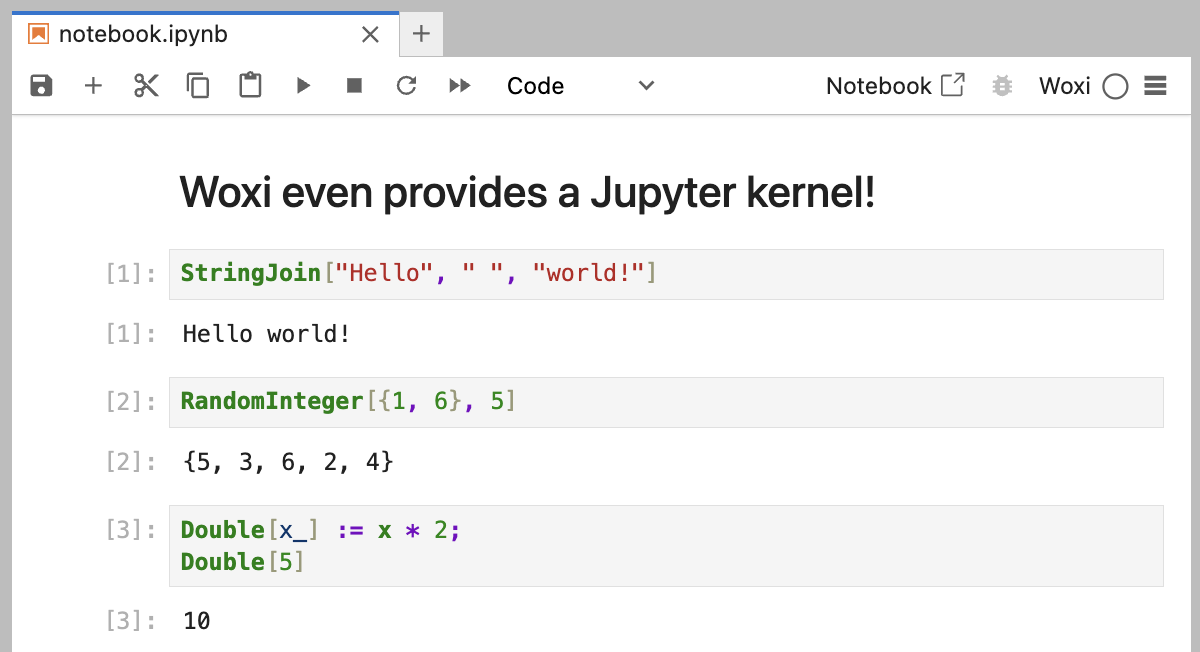 notebook.ipynb
Code
Notebook
Woxi
Woxi even provides a Jupyter kernel!
[1]: StringJoin["Hello", " ", "world!"]
[1]: Hello world!
[2]: RandomInteger[{1, 6}, 5]
[2]: {5, 3, 6, 2, 4}
[3]: Double[x_] := x * 2;
Double[5]
[3]: 10